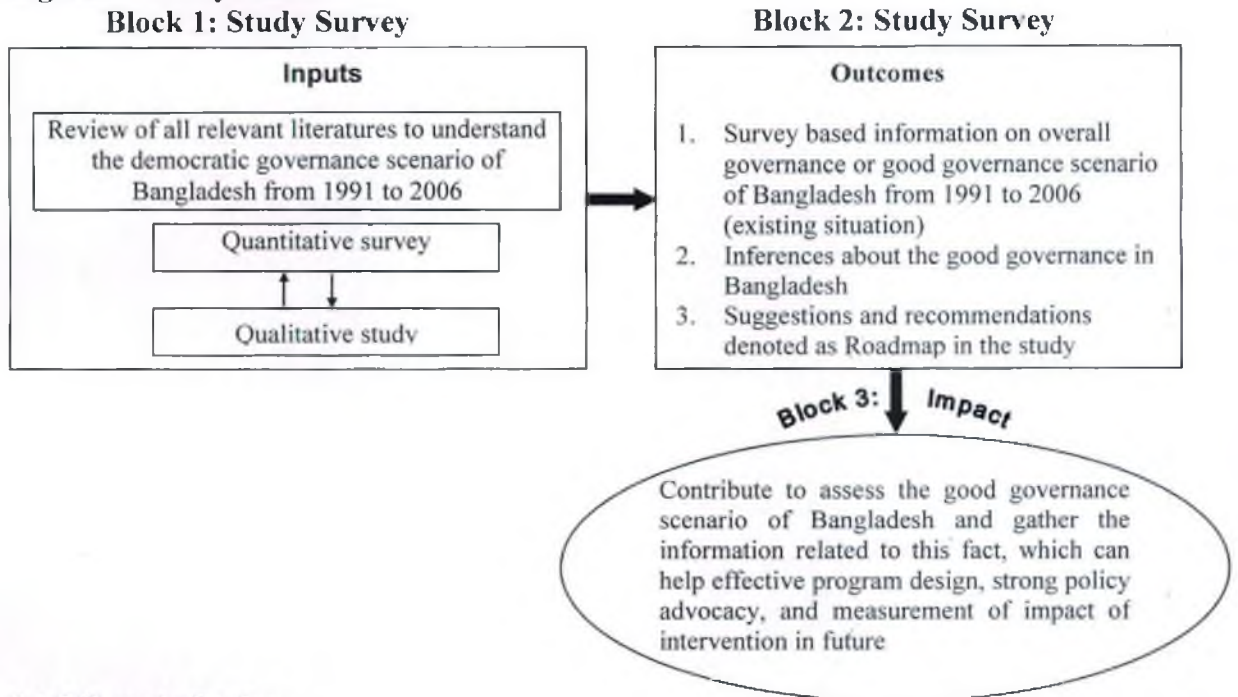 Block 1: Study Survey
Block 2: Study Survey
Inputs
Review of all relevant literatures to understand
the democratic governance scenario of
Bangladesh from 1991 to 2006
Quantitative survey
Qualitative study
Outcomes
1. Survey based information on overall
governance or good governance scenario
of Bangladesh from 1991 to 2006
(existing situation)
2. Inferences about the good governance in
Bangladesh
3. Suggestions and recommendations
denoted as Roadmap in the study
Block 3: Impact
Contribute to assess the good governance
scenario of Bangladesh and gather the
information related to this fact, which can
help effective program design, strong policy
advocacy, and measurement of impact of
intervention in future